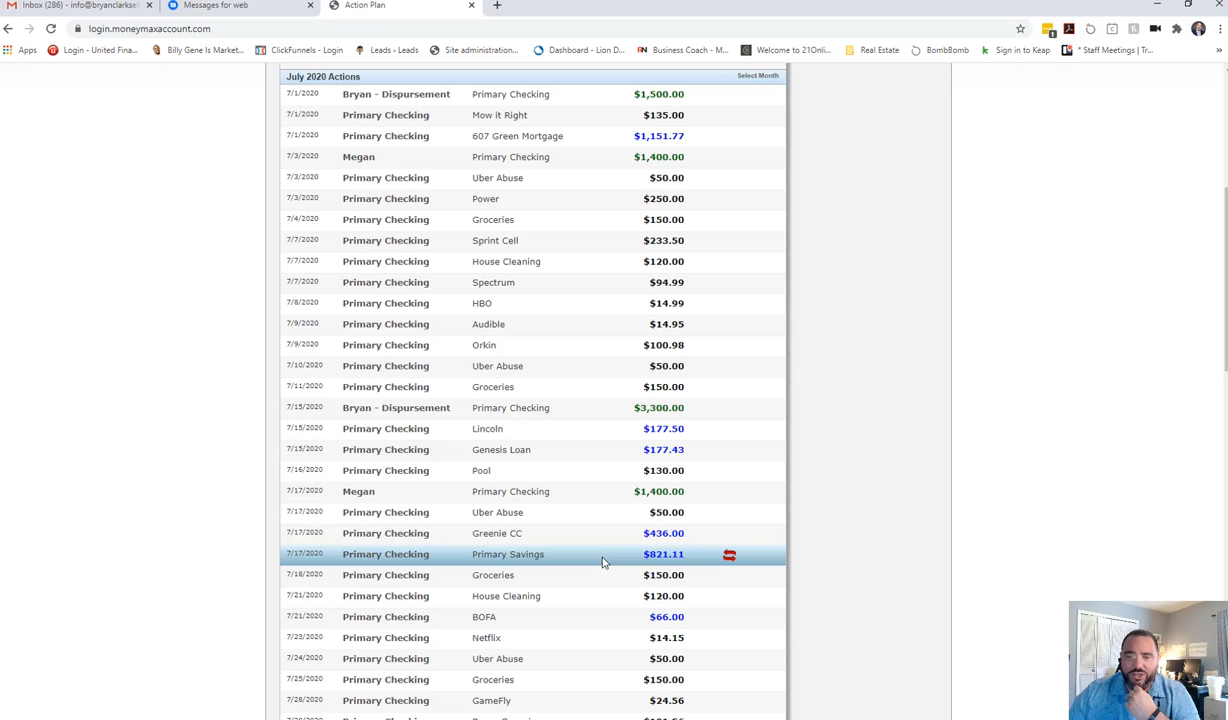 Inbox (286) - info@bryanclarksel
Messages for web
Action Plan
login.moneymaxaccount.com
Apps
Login - United Finan...
Billy Gene Is Market...
ClickFunnels - Login
Leads ‹ Leads
Site administration...
Dashboard - Lion D...
Business Coach - M...
Welcome to 21Onli...
Real Estate
BombBomb
Sign in to Keap
* Staff Meetings | Tr...
July 2020 Actions Select Month
7/1/2020 Bryan - Dispursement Primary Checking $1,500.00
7/1/2020 Primary Checking Mow it Right $135.00
7/1/2020 Primary Checking 607 Green Mortgage $1,151.77
7/3/2020 Megan Primary Checking $1,400.00
7/3/2020 Primary Checking Uber Abuse $50.00
7/3/2020 Primary Checking Power $250.00
7/4/2020 Primary Checking Groceries $150.00
7/7/2020 Primary Checking Sprint Cell $233.50
7/7/2020 Primary Checking House Cleaning $120.00
7/7/2020 Primary Checking Spectrum $94.99
7/8/2020 Primary Checking HBO $14.99
7/9/2020 Primary Checking Audible $14.95
7/9/2020 Primary Checking Orkin $100.98
7/10/2020 Primary Checking Uber Abuse $50.00
7/11/2020 Primary Checking Groceries $150.00
7/15/2020 Bryan - Dispursement Primary Checking $3,300.00
7/15/2020 Primary Checking Lincoln $177.50
7/15/2020 Primary Checking Genesis Loan $177.43
7/16/2020 Primary Checking Pool $130.00
7/17/2020 Megan Primary Checking $1,400.00
7/17/2020 Primary Checking Uber Abuse $50.00
7/17/2020 Primary Checking Greenie CC $436.00
7/17/2020 Primary Checking Primary Savings $821.11
7/18/2020 Primary Checking Groceries $150.00
7/21/2020 Primary Checking House Cleaning $120.00
7/21/2020 Primary Checking BOFA $66.00
7/23/2020 Primary Checking Netflix $14.15
7/24/2020 Primary Checking Uber Abuse $50.00
7/25/2020 Primary Checking Groceries $150.00
7/28/2020 Primary Checking GameFly $24.56
Primary Checking